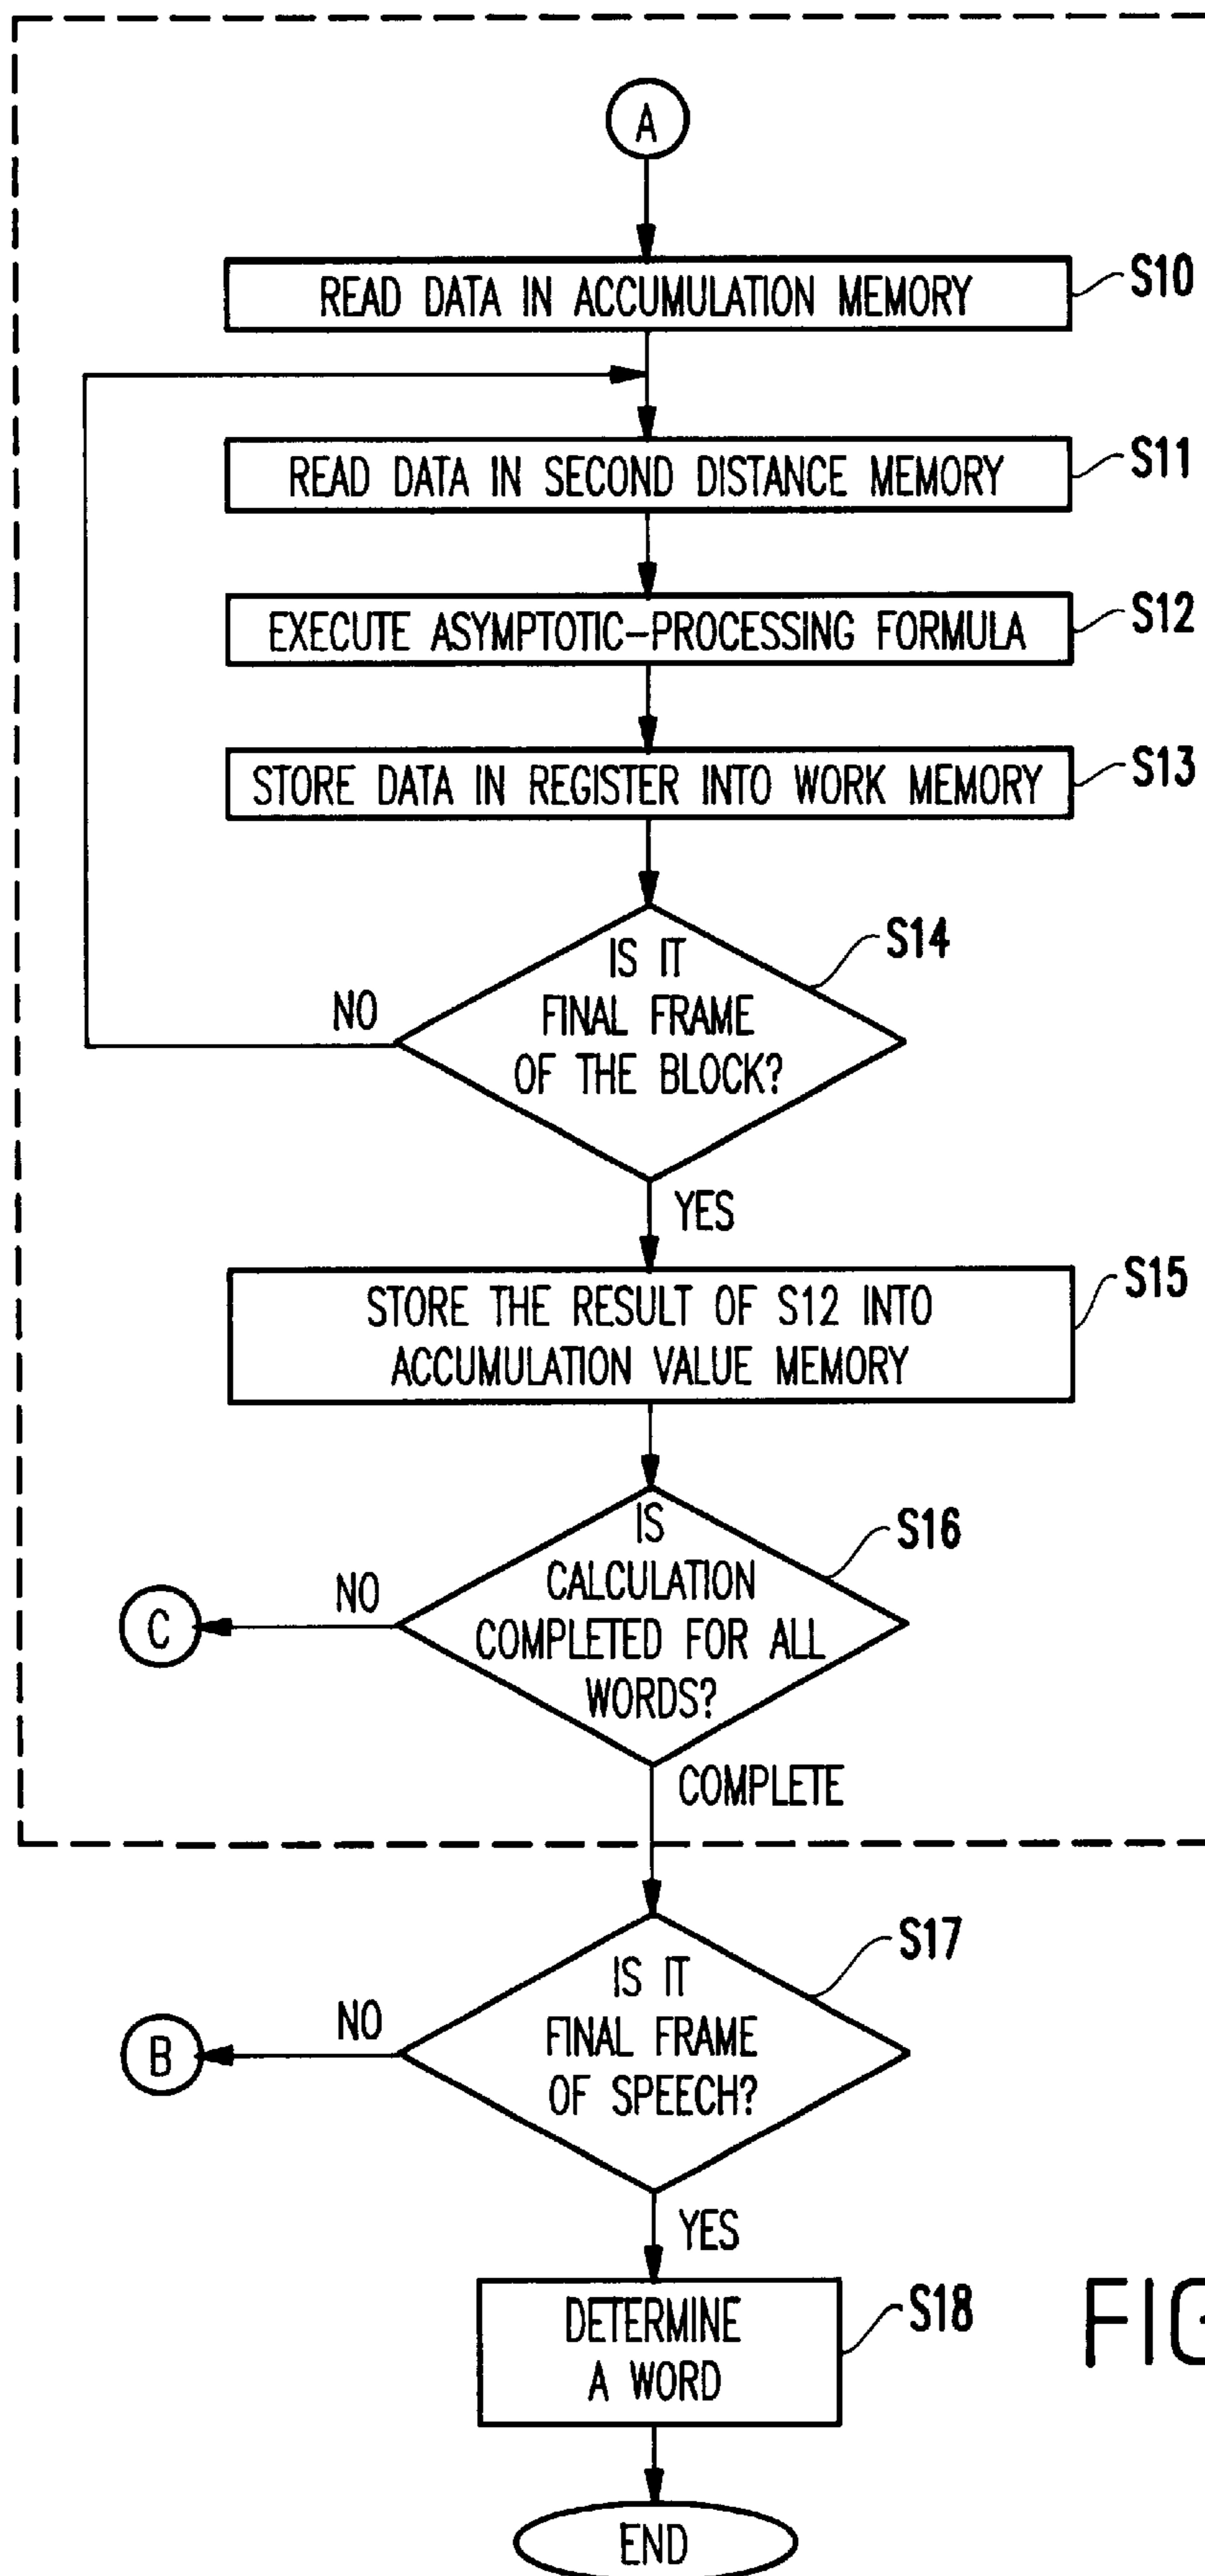 A
READ DATA IN ACCUMULATION MEMORY
S10
READ DATA IN SECOND DISTANCE MEMORY
S11
EXECUTE ASYMPTOTIC-PROCESSING FORMULA
S12
STORE DATA IN REGISTER INTO WORK MEMORY
S13
IS IT
FINAL FRAME
OF THE BLOCK?
S14
NO
YES
STORE THE RESULT OF S12 INTO
ACCUMULATION VALUE MEMORY
S15
IS
CALCULATION
COMPLETED FOR ALL
WORDS?
S16
NO
C
COMPLETE
IS IT
FINAL FRAME
OF SPEECH?
S17
NO
B
YES
DETERMINE
A WORD
S18
END